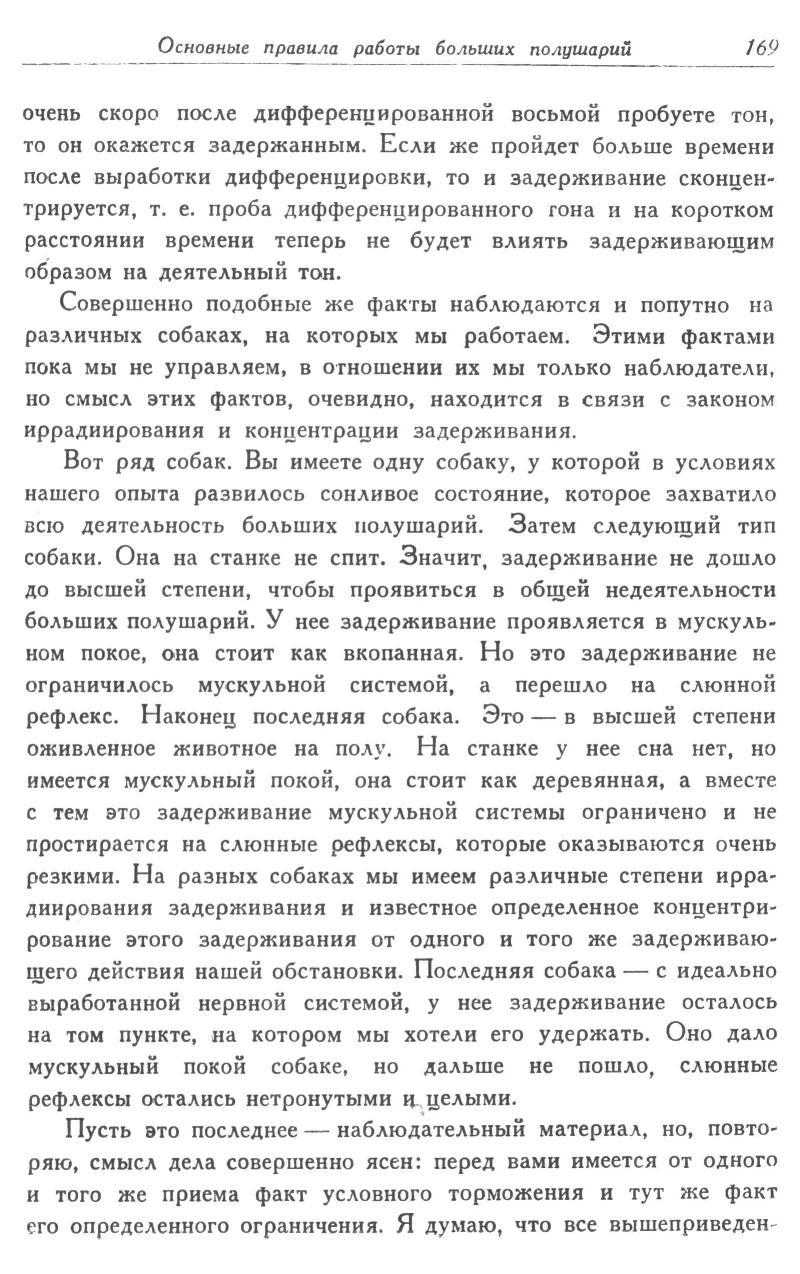 Основные правила работы больших полушарий 169
очень скоро после дифференцированной восьмой пробуете тон,
то он окажется задержанным. Если же пройдет больше времени
после выработки дифференцировки, то и задерживание сконцен-
трируется, т. е. проба дифференцированного гона и на коротком
расстоянии времени теперь не будет влиять задерживающим
образом на деятельный тон.
Совершенно подобные же факты наблюдаются и попутно на
различных собаках, на которых мы работаем. Этими фактами
пока мы не управляем, в отношении их мы только наблюдатели,
но смысл этих фактов, очевидно, находится в связи с законом
иррадиирования и концентрации задерживания.
Вот ряд собак. Вы имеете одну собаку, у которой в условиях
нашего опыта развилось сонливое состояние, которое захватило
всю деятельность больших полушарий. Затем следующий тип
собаки. Она на станке не спит. Значит, задерживание не дошло
до высшей степени, чтобы проявиться в общей недеятельности
больших полушарий. У нее задерживание проявляется в мускуль-
ном покое, она стоит как вкопанная. Но это задерживание не
ограничилось мускульной системой, а перешло на слюнной
рефлекс. Наконец последняя собака. Это — в высшей степени
оживленное животное на полу. На станке у нее сна нет, но
имеется мускульный покой, она стоит как деревянная, а вместе
с тем это задерживание мускульной системы ограничено и не
простирается на слюнные рефлексы, которые оказываются очень
резкими. На разных собаках мы имеем различные степени ирра-
диирования задерживания и известное определенное концентри-
рование этого задерживания от одного и того же задерживаю-
щего действия нашей обстановки. Последняя собака — с идеально
выработанной нервной системой, у нее задерживание осталось
на том пункте, на котором мы хотели его удержать. Оно дало
мускульный покой собаке, но дальше не пошло, слюнные
рефлексы остались нетронутыми и целыми.
Пусть это последнее — наблюдательный материал, но, повто-
ряю, смысл дела совершенно ясен: перед вами имеется от одного
и того же приема факт условного торможения и тут же факт
его определенного ограничения. Я думаю, что все вышеприведен-